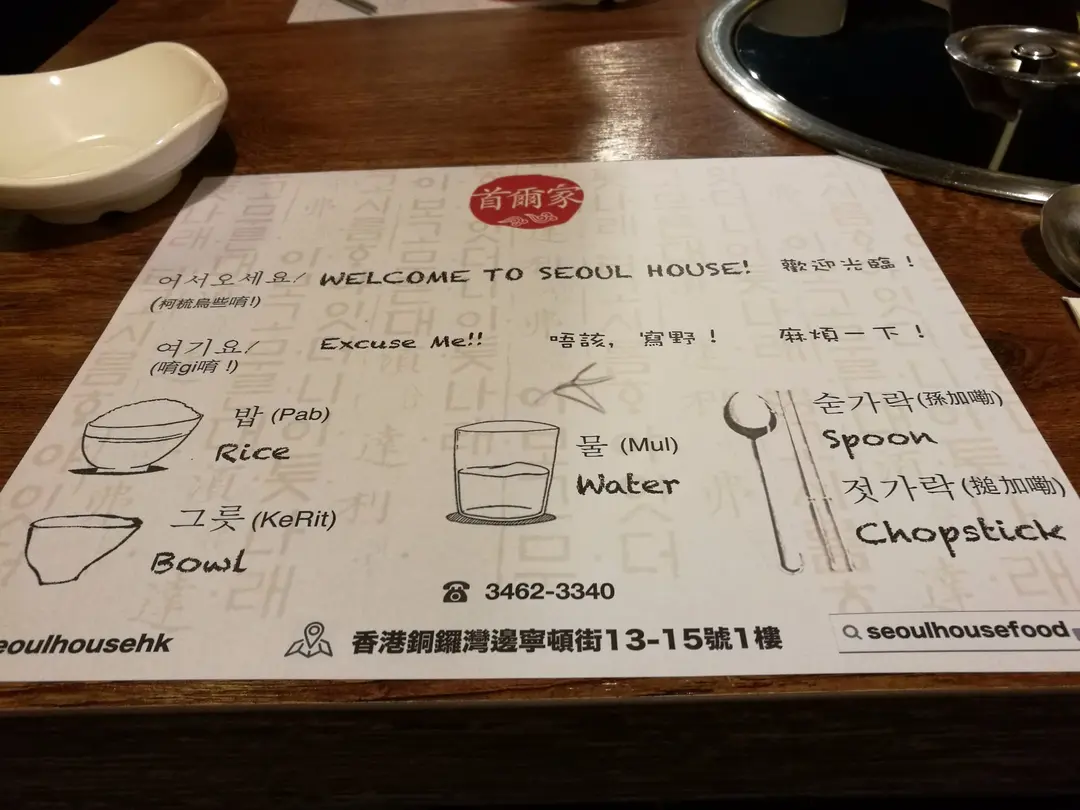 首爾家
어서오세요! WELCOME TO SEOUL HOUSE! 歡迎光臨！
(柯梳烏些唷!)
여기요! Excuse Me!! 唔該, 寫野！ 麻煩一下！
(唷gi唷 !)
밥 (Pab)
Rice
그릇 (KeRit)
Bowl
물 (Mul)
Water
숟가락 (孫加嘞)
Spoon
젓가락 (搥加嘞)
Chopstick
☎ 3462-3340
eoulhousehk
香港銅鑼灣邊寧頓街13-15號1樓
seoulhousefood